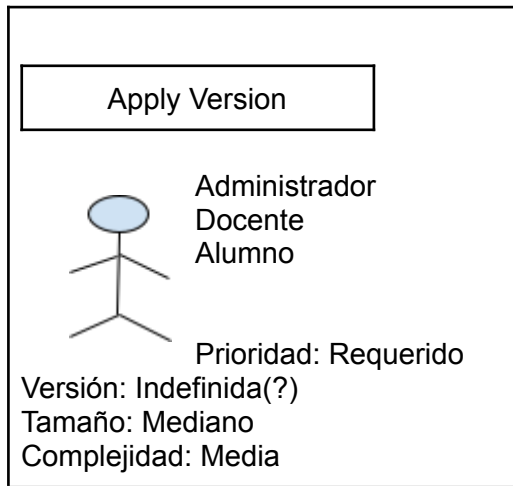 Apply Version
Administrador
Docente
Alumno
Prioridad: Requerido
Versión: Indefinida(?)
Tamaño: Mediano
Complejidad: Media